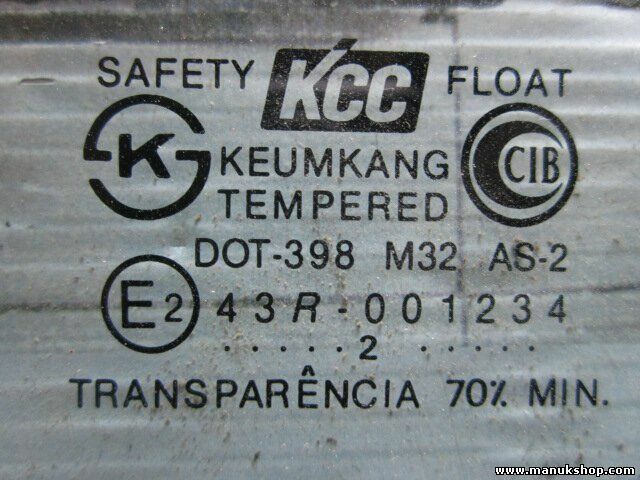 SAFETY KCC FLOAT
K KEUMKANG CIB
TEMPERED
DOT-398 M32 AS-2
E2 43R-001234
.....2.....
TRANSPARÊNCIA 70% MIN.
www.manukshop.com